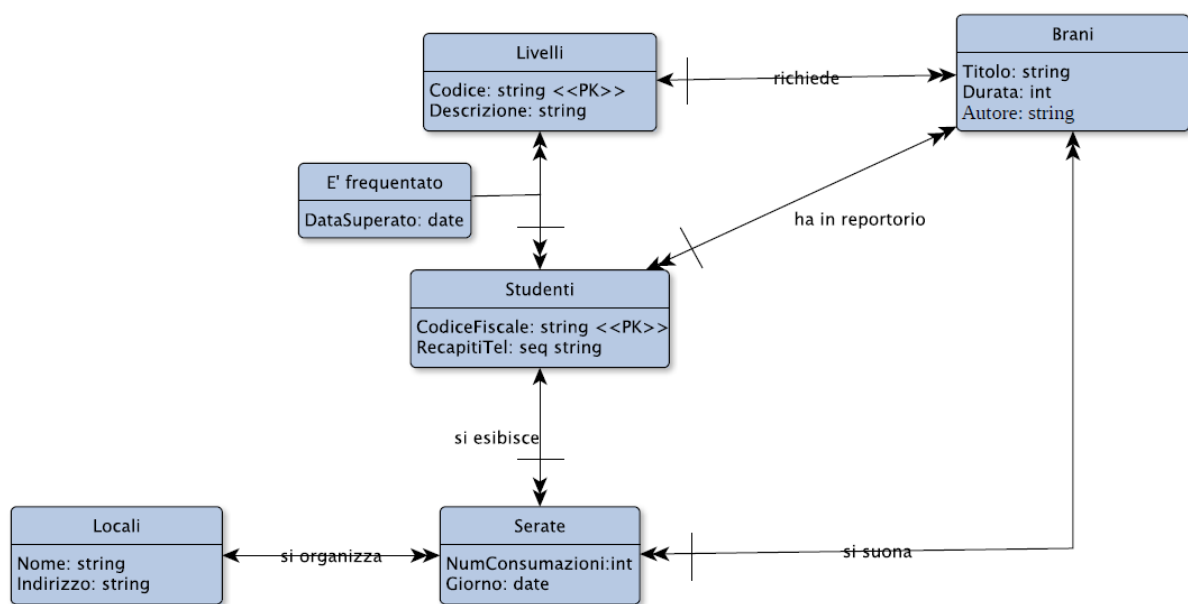 Livelli
Codice: string <<PK>>
Descrizione: string
richiede
Brani
Titolo: string
Durata: int
Autore: string
E' frequentato
DataSuperato: date
ha in reportorio
Studenti
CodiceFiscale: string <<PK>>
RecapitiTel: seq string
si esibisce
Locali
Nome: string
Indirizzo: string
si organizza
Serate
NumConsumazioni:int
Giorno: date
si suona